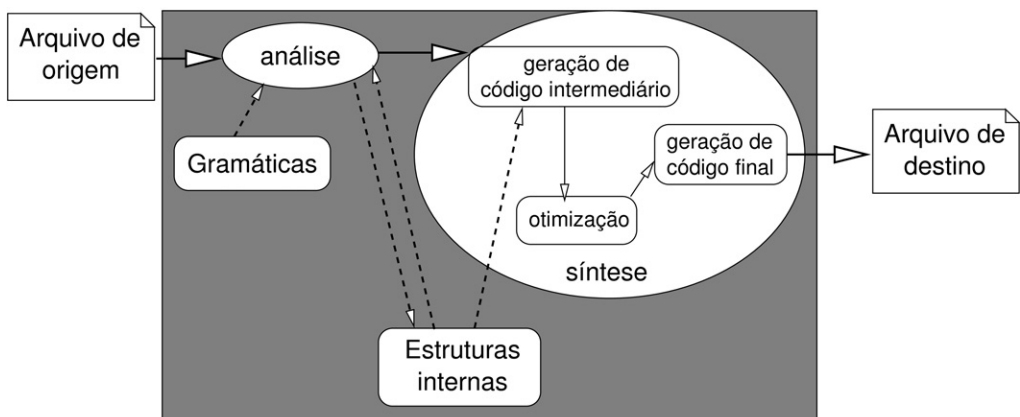 Arquivo de
origem
análise
geração de
código intermediário
Gramáticas
geração de
código final
Arquivo de
destino
otimização
síntese
Estruturas
internas